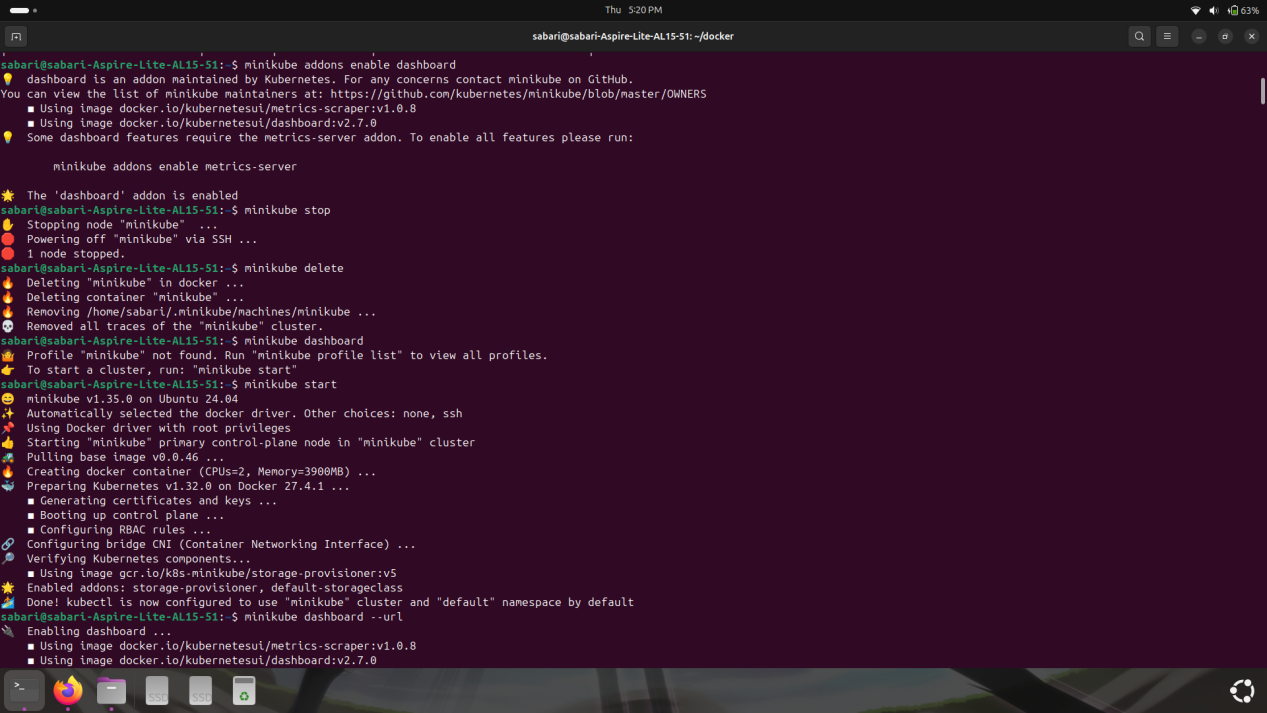 Thu 5:20 PM
63%
sabari@sabari-Aspire-Lite-AL15-51: ~/docker
sabari@sabari-Aspire-Lite-AL15-51:~$ minikube addons enable dashboard
dashboard is an addon maintained by Kubernetes. For any concerns contact minikube on GitHub.
You can view the list of minikube maintainers at: https://github.com/kubernetes/minikube/blob/master/OWNERS
▪ Using image docker.io/kubernetesui/metrics-scraper:v1.0.8
▪ Using image docker.io/kubernetesui/dashboard:v2.7.0
Some dashboard features require the metrics-server addon. To enable all features please run:
minikube addons enable metrics-server
The 'dashboard' addon is enabled
sabari@sabari-Aspire-Lite-AL15-51:~$ minikube stop
Stopping node "minikube" ...
Powering off "minikube" via SSH ...
1 node stopped.
sabari@sabari-Aspire-Lite-AL15-51:~$ minikube delete
Deleting "minikube" in docker ...
Deleting container "minikube" ...
Removing /home/sabari/.minikube/machines/minikube ...
Removed all traces of the "minikube" cluster.
sabari@sabari-Aspire-Lite-AL15-51:~$ minikube dashboard
Profile "minikube" not found. Run "minikube profile list" to view all profiles.
To start a cluster, run: "minikube start"
sabari@sabari-Aspire-Lite-AL15-51:~$ minikube start
minikube v1.35.0 on Ubuntu 24.04
Automatically selected the docker driver. Other choices: none, ssh
Using Docker driver with root privileges
Starting "minikube" primary control-plane node in "minikube" cluster
Pulling base image v0.0.46 ...
Creating docker container (CPUs=2, Memory=3900MB) ...
Preparing Kubernetes v1.32.0 on Docker 27.4.1 ...
▪ Generating certificates and keys ...
▪ Booting up control plane ...
▪ Configuring RBAC rules ...
Configuring bridge CNI (Container Networking Interface) ...
Verifying Kubernetes components...
▪ Using image gcr.io/k8s-minikube/storage-provisioner:v5
Enabled addons: storage-provisioner, default-storageclass
Done! kubectl is now configured to use "minikube" cluster and "default" namespace by default
sabari@sabari-Aspire-Lite-AL15-51:~$ minikube dashboard --url
Enabling dashboard ...
▪ Using image docker.io/kubernetesui/metrics-scraper:v1.0.8
▪ Using image docker.io/kubernetesui/dashboard:v2.7.0
>_
SSD
SSD